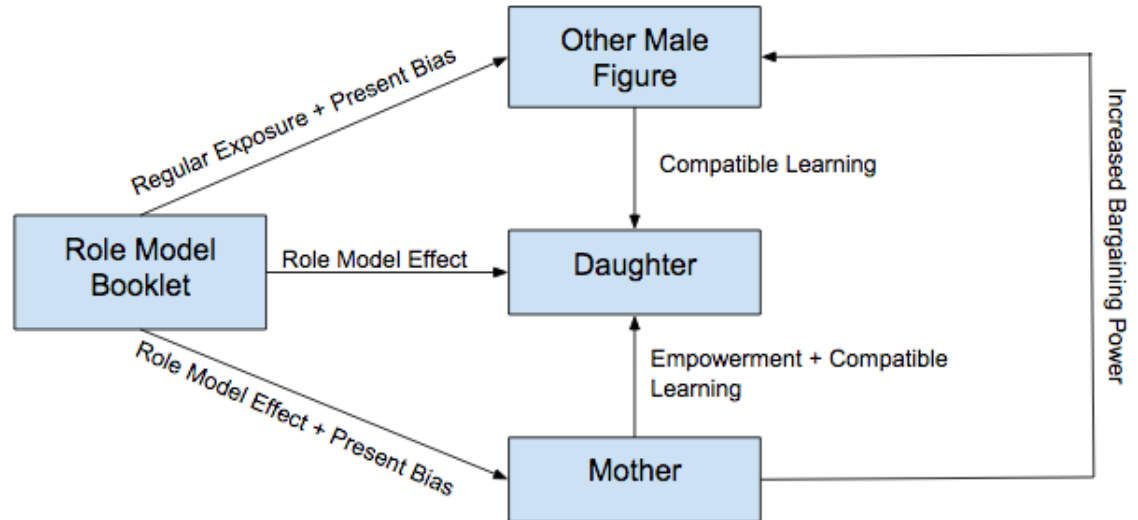 Other Male
Figure
Regular Exposure + Present Bias
Compatible Learning
Increased Bargaining Power
Role Model
Booklet
Role Model Effect
Daughter
Role Model Effect + Present Bias
Empowerment + Compatible
Learning
Mother